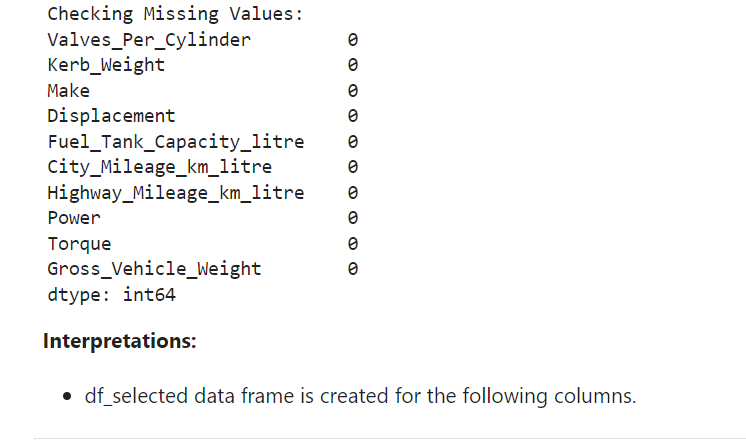 Checking Missing Values:
Valves_Per_Cylinder 0
Kerb_Weight 0
Make 0
Displacement 0
Fuel_Tank_Capacity_litre 0
City_Mileage_km_litre 0
Highway_Mileage_km_litre 0
Power 0
Torque 0
Gross_Vehicle_Weight 0
dtype: int64
Interpretations:
• df_selected data frame is created for the following columns.